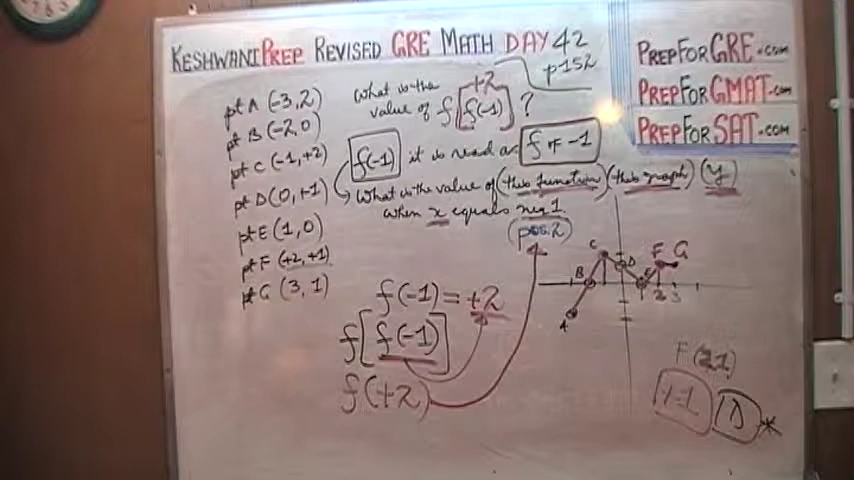 KESHWANIPREP REVISED GRE MATH DAY 42
p152
PREPFORGRE.com
PREPFORGMAT.com
PREPFORSAT.com
pt A (-3,2)
pt B (-2,0)
pt C (-1,+2)
pt D (0,+1)
pt E (1,0)
pt F (+2,+1)
pt G (3,1)
What is the
+2
value of f[f(-1)] ?
f(-1) it is read as f OF -1
What is the value of (this function) (this graph) (y)
when x equals neg 1.
(pos. 2)
f(-1) = +2
f[f(-1)]
f(+2)
C
D
F
G
B
E
A
1 2 3
F (2,1)
+1
D *